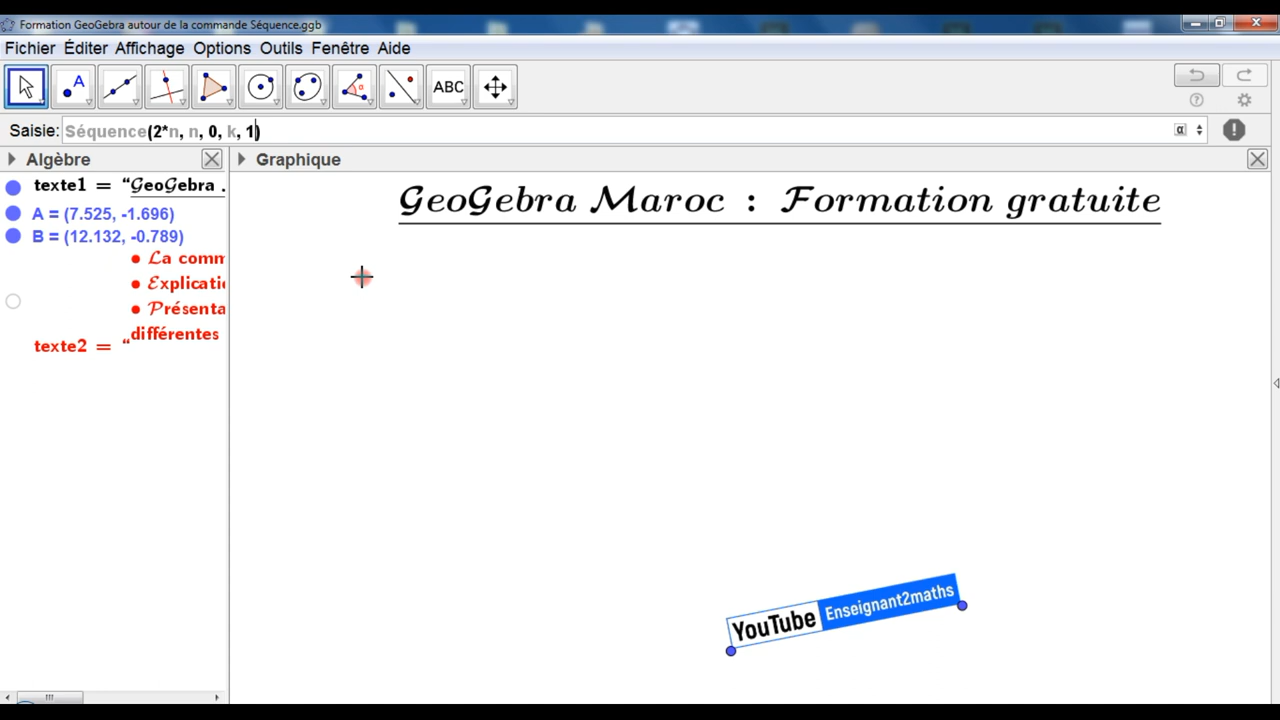 Formation GeoGebra autour de la commande Séquence.ggb
Fichier Éditer Affichage Options Outils Fenêtre Aide
A
α
ABC
Saisie: Séquence(2*n, n, 0, k, 1)
α
Algèbre
Graphique
texte1 = “GeoGebra .
A = (7.525, -1.696)
B = (12.132, -0.789)
• La comm
• Explicati
• Présenta
différentes
texte2 = “
GeoGebra Maroc : Formation gratuite
YouTube Enseignant2maths